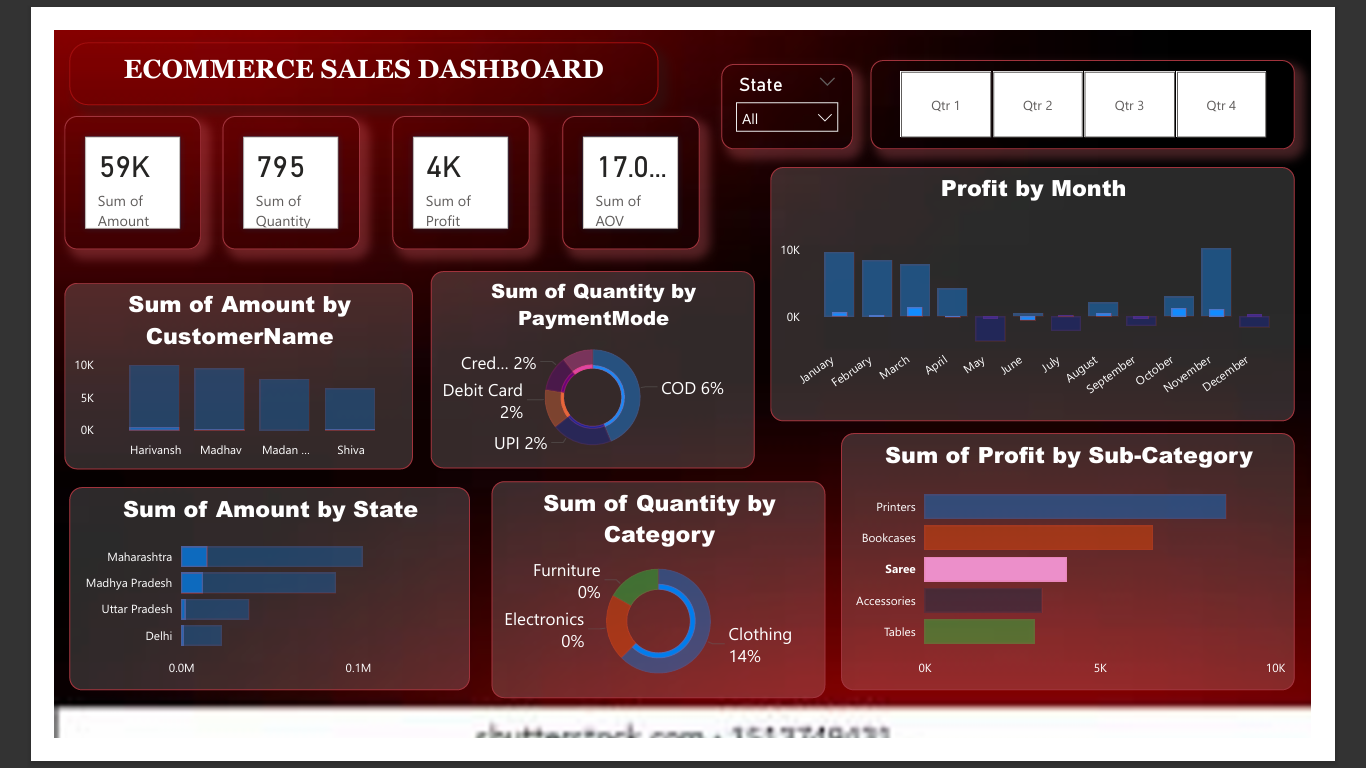 ECOMMERCE SALES DASHBOARD
State
All
Qtr 1
Qtr 2
Qtr 3
Qtr 4
59K
Sum of
Amount
795
Sum of
Quantity
4K
Sum of
Profit
17.0...
Sum of
AOV
Profit by Month
10K
0K
January
February
March
April
May
June
July
August
September
October
November
December
Sum of Amount by
CustomerName
10K
5K
0K
Harivansh
Madhav
Madan ...
Shiva
Sum of Quantity by
PaymentMode
Cred... 2%
Debit Card
2%
UPI 2%
COD 6%
Sum of Amount by State
Maharashtra
Madhya Pradesh
Uttar Pradesh
Delhi
0.0M
0.1M
Sum of Quantity by
Category
Furniture
0%
Electronics
0%
Clothing
14%
Sum of Profit by Sub-Category
Printers
Bookcases
Saree
Accessories
Tables
0K
5K
10K